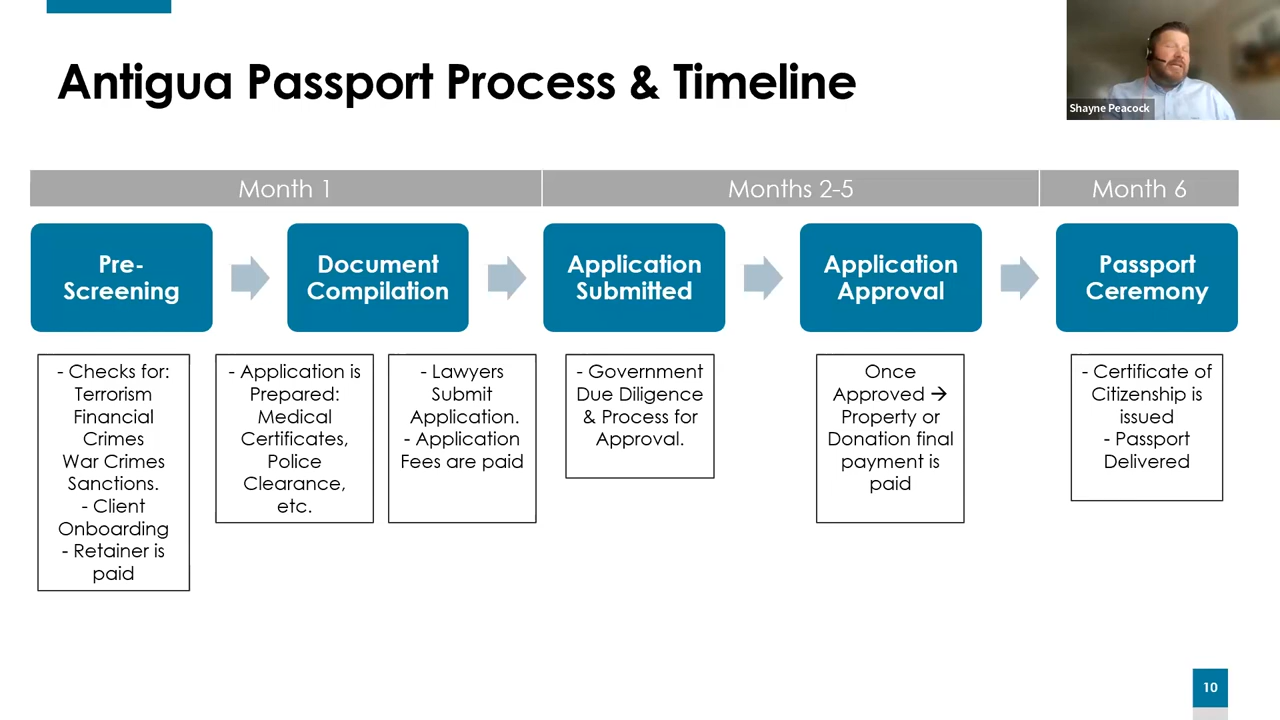 Antigua Passport Process & Timeline
Shayne Peacock
Month 1
Months 2-5
Month 6
Pre-
Screening
Document
Compilation
Application
Submitted
Application
Approval
Passport
Ceremony
- Checks for:
Terrorism
Financial
Crimes
War Crimes
Sanctions.
- Client
Onboarding
- Retainer is
paid
- Application is
Prepared:
Medical
Certificates,
Police
Clearance,
etc.
- Lawyers
Submit
Application.
- Application
Fees are paid
- Government
Due Diligence
& Process for
Approval.
Once
Approved →
Property or
Donation final
payment is
paid
- Certificate of
Citizenship is
issued
- Passport
Delivered
10